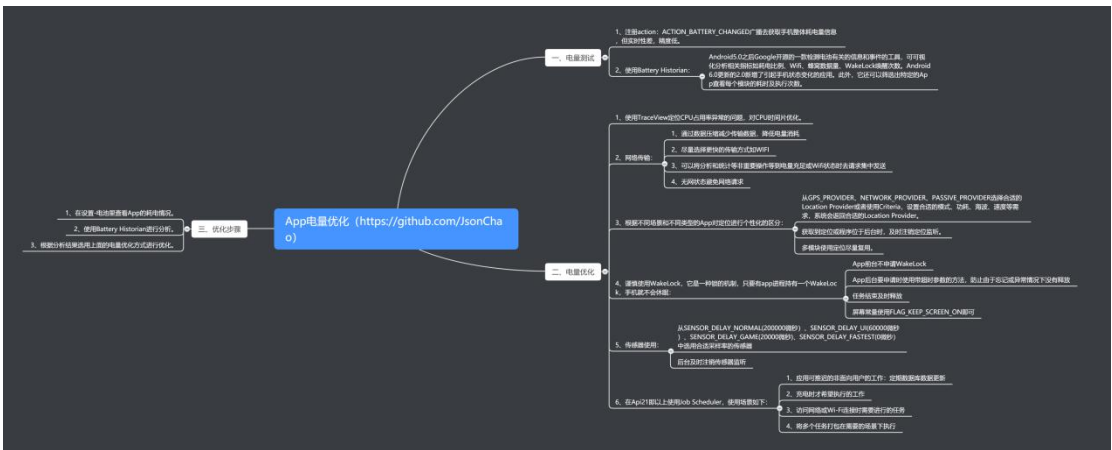 App电量优化（https://github.com/JsonCha
o）
一、电量测试
1、注册action：ACTION_BATTERY_CHANGED广播去获取手机整体耗电量信息
，但实时性差，精度低。
2、使用Battery Historian：
Android5.0之后Google开源的一款检测电池有关的信息和事件的工具，可可视
化分析相关指标如耗电比例、Wifi、蜂窝数据量、WakeLock唤醒次数。Android
6.0更新的2.0新增了引起手机状态变化的应用。此外，它还可以筛选出特定的Ap
p查看每个模块的耗时及执行次数。
二、电量优化
1、使用TraceView定位CPU占用率异常的问题，对CPU时间片优化。
2、网络传输：
1、通过数据压缩减少传输数据，降低电量消耗
2、尽量选择更快的传输方式如WIFI
3、可以将分析和统计等非重要操作等到电量充足或Wifi状态时去请求集中发送
4、无网状态避免网络请求
3、根据不同场景和不同类型的App对定位进行个性化的区分：
从GPS_PROVIDER、NETWORK_PROVIDER、PASSIVE_PROVIDER选择合适的
Location Provider或者使用Criteria，设置合适的模式、功耗、海拔、速度等需
求，系统会返回合适的Location Provider。
获取到定位或程序位于后台时，及时注销定位监听。
多模块使用定位尽量复用。
4、谨慎使用WakeLock，它是一种锁的机制，只要有app进程持有一个WakeLoc
k，手机就不会休眠：
App前台不申请WakeLock
App后台要申请时使用带超时参数的方法，防止由于忘记或异常情况下没有释放
任务结束及时释放
屏幕常量使用FLAG_KEEP_SCREEN_ON即可
5、传感器使用：
从SENSOR_DELAY_NORMAL(200000微秒）、SENSOR_DELAY_UI(60000微秒
）、SENSOR_DELAY_GAME(20000微秒)、SENSOR_DELAY_FASTEST(0微秒）
中选用合适采样率的传感器
后台及时注销传感器监听
6、在Api21即以上使用Job Scheduler，使用场景如下：
1、应用可推迟的非面向用户的工作：定期数据库数据更新
2、充电时才希望执行的工作
3、访问网络或Wi-Fi连接时需要进行的任务
4、将多个任务打包在需要的场景下执行
三、优化步骤
1、在设置-电池里查看App的耗电情况。
2、使用Battery Historian进行分析。
3、根据分析结果选用上面的电量优化方式进行优化。